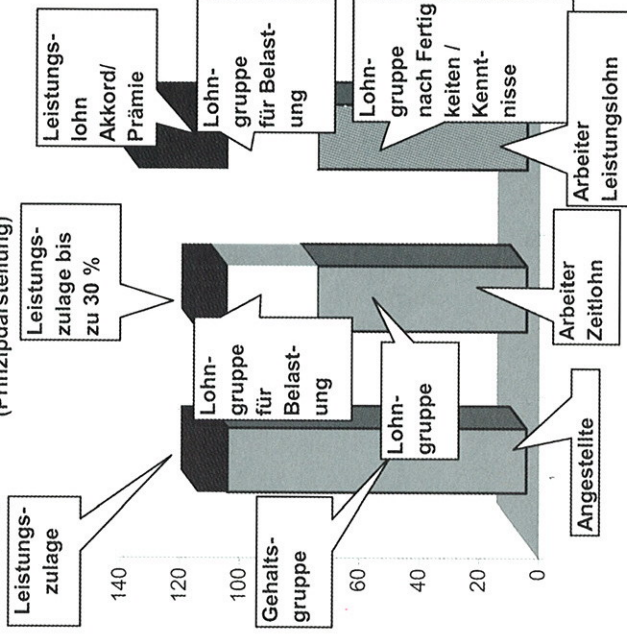 (Prinzipdarstellung)
Leistungs-
zulage
Leistungs-
zulage bis
zu 30 %
Leistungs-
lohn
Akkord/
Prämie
Lohn-
gruppe
für
Belast-
ung
Lohn-
gruppe
für Belast-
ung
Gehalts-
gruppe
Lohn-
gruppe
Lohn-
gruppe
nach Fertig
keiten /
Kennt-
nisse
140
120
100
60
40
20
0
Angestellte
Arbeiter
Zeitlohn
Arbeiter
Leistungslohn